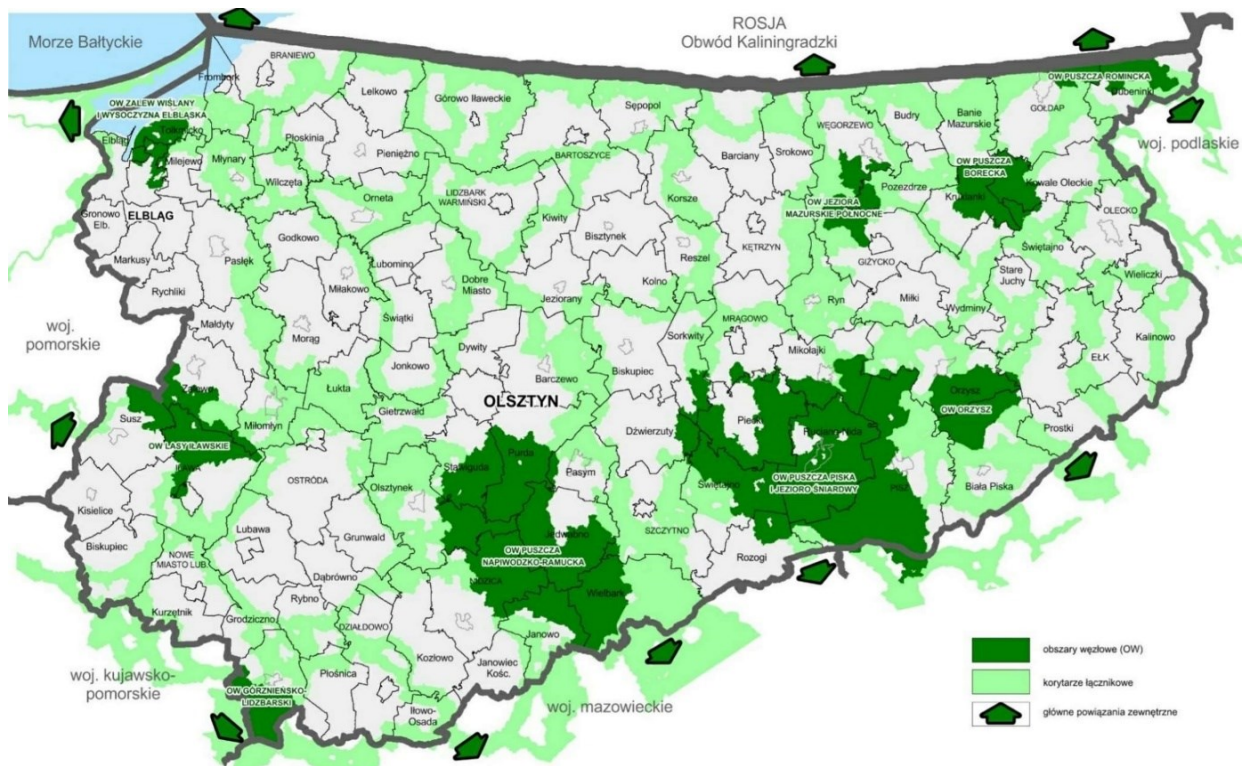 ROSJA
Obwód Kaliningradzki
Morze Bałtyckie
BRANIEWO
Frombork
Lelkowo
Górowo Iławeckie
Sępopol
OW PUSZCZA ROMINCKA
Dubeninki
GOŁDAP
Banie
Mazurskie
Budry
WĘGORZEWO
woj. podlaskie
OW ZALEW WIŚLANY
I WYSOCZYZNA ELBLĄSKA
Tolkmicko
Elbląg
Milejewo
Młynary
Płoskinia
Pieniężno
BARTOSZYCE
Barciany
Srokowo
Wilczęta
Orneta
LIDZBARK
WARMIŃSKI
Kiwity
Korsze
Pozezdrze
OW PUSZCZA
BORECKA
Kruklanki
Kowale Oleckie
OLECKO
OW JEZIORA
MAZURSKIE PÓŁNOCNE
Gronowo
Elb.
ELBLĄG
Markusy
Pasłęk
Godkowo
Lubomino
Bisztynek
Reszel
KĘTRZYN
GIŻYCKO
Świętajno
Wieliczki
Rychliki
Miłakowo
Dobre
Miasto
Jeziorany
Kolno
Ryn
Miłki
Stare
Juchy
Wydminy
woj.
pomorskie
Małdyty
Morąg
Świątki
Dywity
Sorkwity
MRĄGOWO
Mikołajki
EŁK
Kalinowo
Zalewo
Łukta
Jonkowo
Barczewo
Biskupiec
OLSZTYN
Orzysz
OW ORZYSZ
Susz
Miłomłyn
Gietrzwałd
Dźwierzuty
Piecki
Ruciane-Nida
Prostki
OW LASY IŁAWSKIE
IŁAWA
Purda
Stawiguda
Pasym
OW PUSZCZA PISKA
I JEZIORO ŚNIARDWY
OSTRÓDA
Olsztynek
Świętajno
PISZ
Biała Piska
Kisielice
Lubawa
Grunwald
SZCZYTNO
Jedwabno
Biskupiec
NOWE
MIASTO LUB.
Dąbrówno
OW PUSZCZA
NAPIWODZKO-RAMUCKA
Rozogi
NIDZICA
Wielbark
Kurzętnik
Rybno
Grodziczno
DZIAŁDOWO
Janowo
Kozłowo
Janowiec
Kośc.
woj. kujawsko-
pomorskie
Płośnica
OW GÓRZNIEŃSKO-
LIDZBARSKI
Iłowo-
Osada
woj. mazowieckie
obszary węzłowe (OW)
korytarze łącznikowe
główne powiązania zewnętrzne